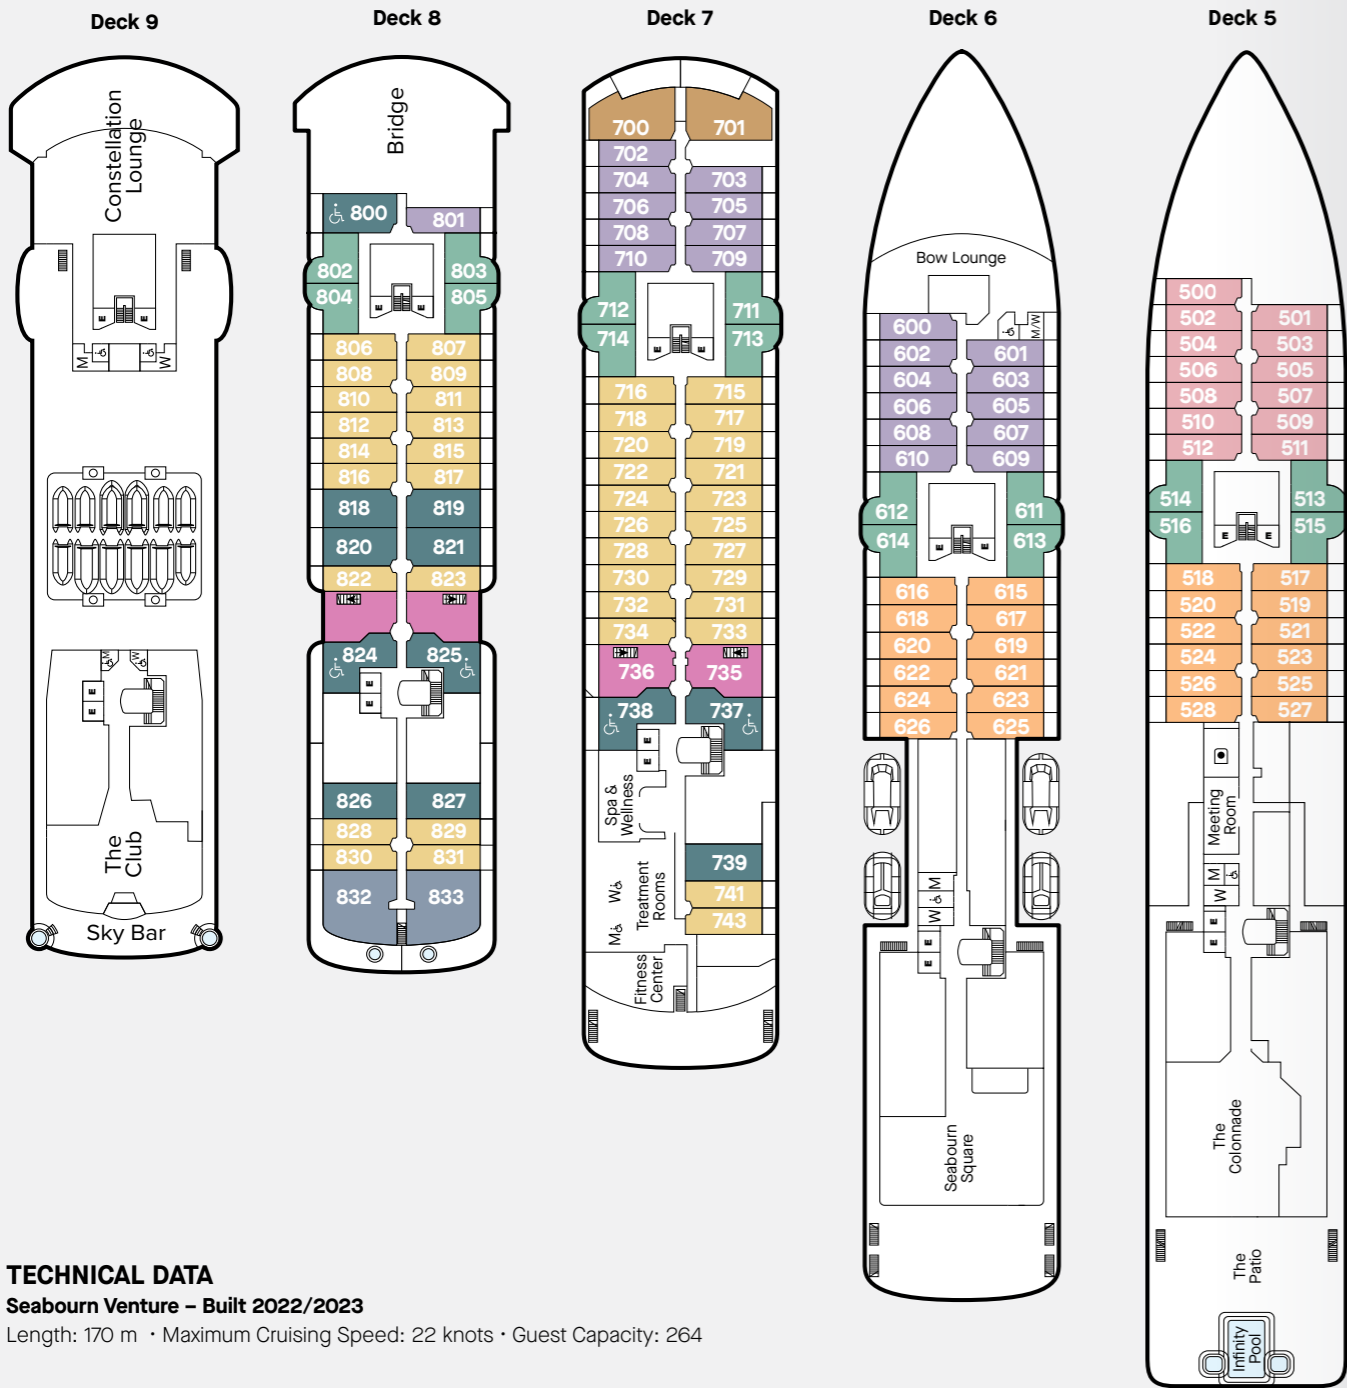 Deck 9
Constellation
Lounge
E E
M W
M W
E
E
The
Club
Sky Bar
Deck 8
Bridge
800 801
802 803
804 805
E E
806 807
808 809
810 811
812 813
814 815
816 817
818 819
820 821
822 823
824 825
E
E
826 827
828 829
830 831
832 833
Deck 7
700 701
702
704 703
706 705
708 707
710 709
712 711
714 713
E E
716 715
718 717
720 719
722 721
724 723
726 725
728 727
730 729
732 731
734 733
736 735
738 737
E
E
Spa &
Wellness
739
741
743
Treatment
Rooms
W
M
Fitness
Center
Deck 6
Bow Lounge
M/W
600
602 601
604 603
606 605
608 607
610 609
612 611
614 613
E E
616 615
618 617
620 619
622 621
624 623
626 625
M
W
E
E
Seabourn
Square
Deck 5
500
502 501
504 503
506 505
508 507
510 509
512 511
514 513
516 515
E E
518 517
520 519
522 521
524 523
526 525
528 527
Meeting
Room
M
W
E
E
The
Colonnade
The
Patio
Infinity
Pool
TECHNICAL DATA
Seabourn Venture – Built 2022/2023
Length: 170 m · Maximum Cruising Speed: 22 knots · Guest Capacity: 264